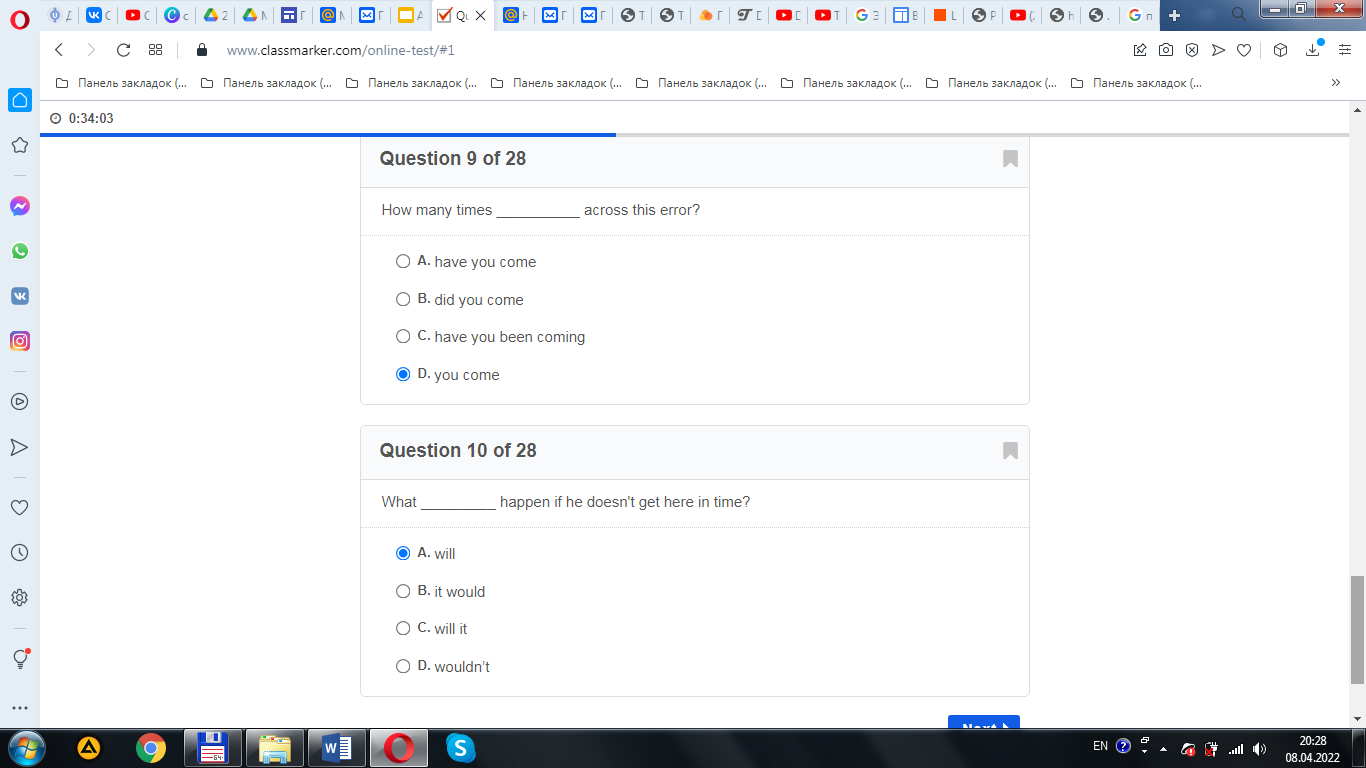 Д
С
С
с
2
М
Г
М
Г
А
Qu
Н
Г
Г
Т
Т
Г
D
D
Т
Э
В
L
Р
(
h
.
n
www.classmarker.com/online-test/#1
Панель закладок (... Панель закладок (... Панель закладок (... Панель закладок (... Панель закладок (... Панель закладок (... Панель закладок (... Панель закладок (... »
0:34:03
Question 9 of 28
How many times __________ across this error?
A. have you come
B. did you come
C. have you been coming
D. you come
Question 10 of 28
What _________ happen if he doesn't get here in time?
A. will
B. it would
C. will it
D. wouldn't
Next
EN
20:28
08.04.2022